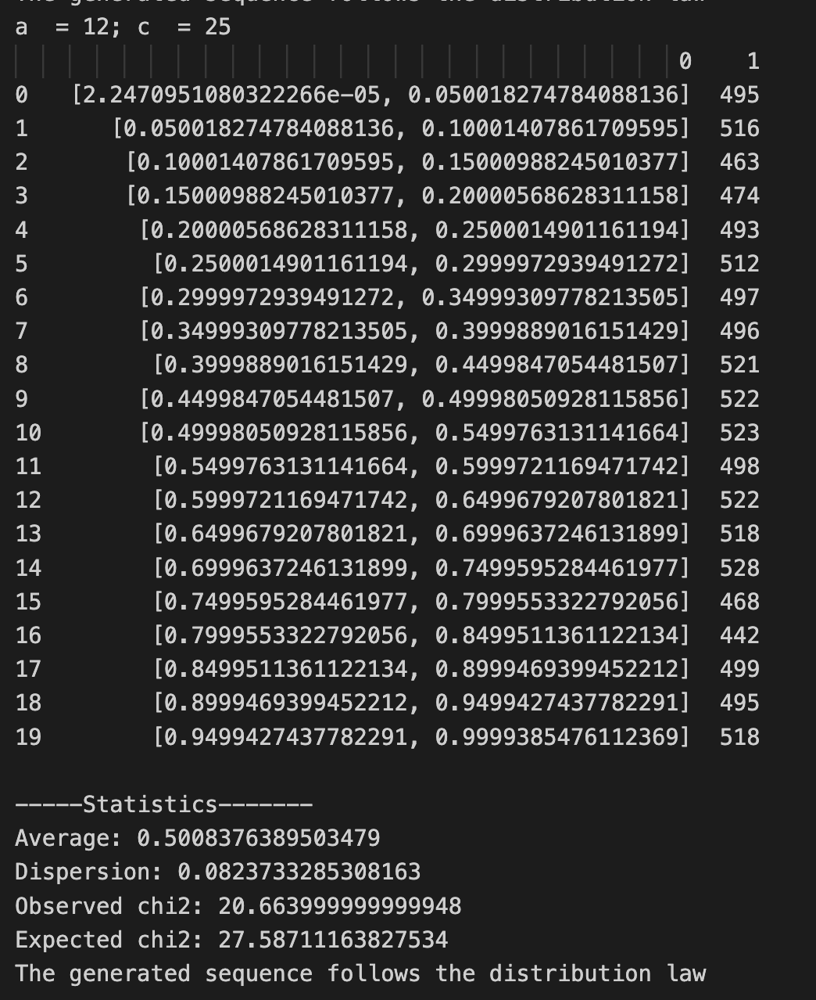 The generated sequence follows the distribution law
a  = 12; c  = 25
0    1
0   [2.2470951080322266e-05, 0.050018274784088136]  495
1   [0.050018274784088136, 0.10001407861709595]  516
2   [0.10001407861709595, 0.15000988245010377]  463
3   [0.15000988245010377, 0.20000568628311158]  474
4   [0.20000568628311158, 0.2500014901161194]  493
5   [0.2500014901161194, 0.2999972939491272]  512
6   [0.2999972939491272, 0.34999309778213505]  497
7   [0.34999309778213505, 0.3999889016151429]  496
8   [0.3999889016151429, 0.4499847054481507]  521
9   [0.4499847054481507, 0.49998050928115856]  522
10  [0.49998050928115856, 0.5499763131141664]  523
11  [0.5499763131141664, 0.5999721169471742]  498
12  [0.5999721169471742, 0.6499679207801821]  522
13  [0.6499679207801821, 0.6999637246131899]  518
14  [0.6999637246131899, 0.7499595284461977]  528
15  [0.7499595284461977, 0.7999553322792056]  468
16  [0.7999553322792056, 0.8499511361122134]  442
17  [0.8499511361122134, 0.8999469399452212]  499
18  [0.8999469399452212, 0.9499427437782291]  495
19  [0.9499427437782291, 0.9999385476112369]  518
-----Statistics-------
Average: 0.5008376389503479
Dispersion: 0.0823733285308163
Observed chi2: 20.663999999999948
Expected chi2: 27.58711163827534
The generated sequence follows the distribution law